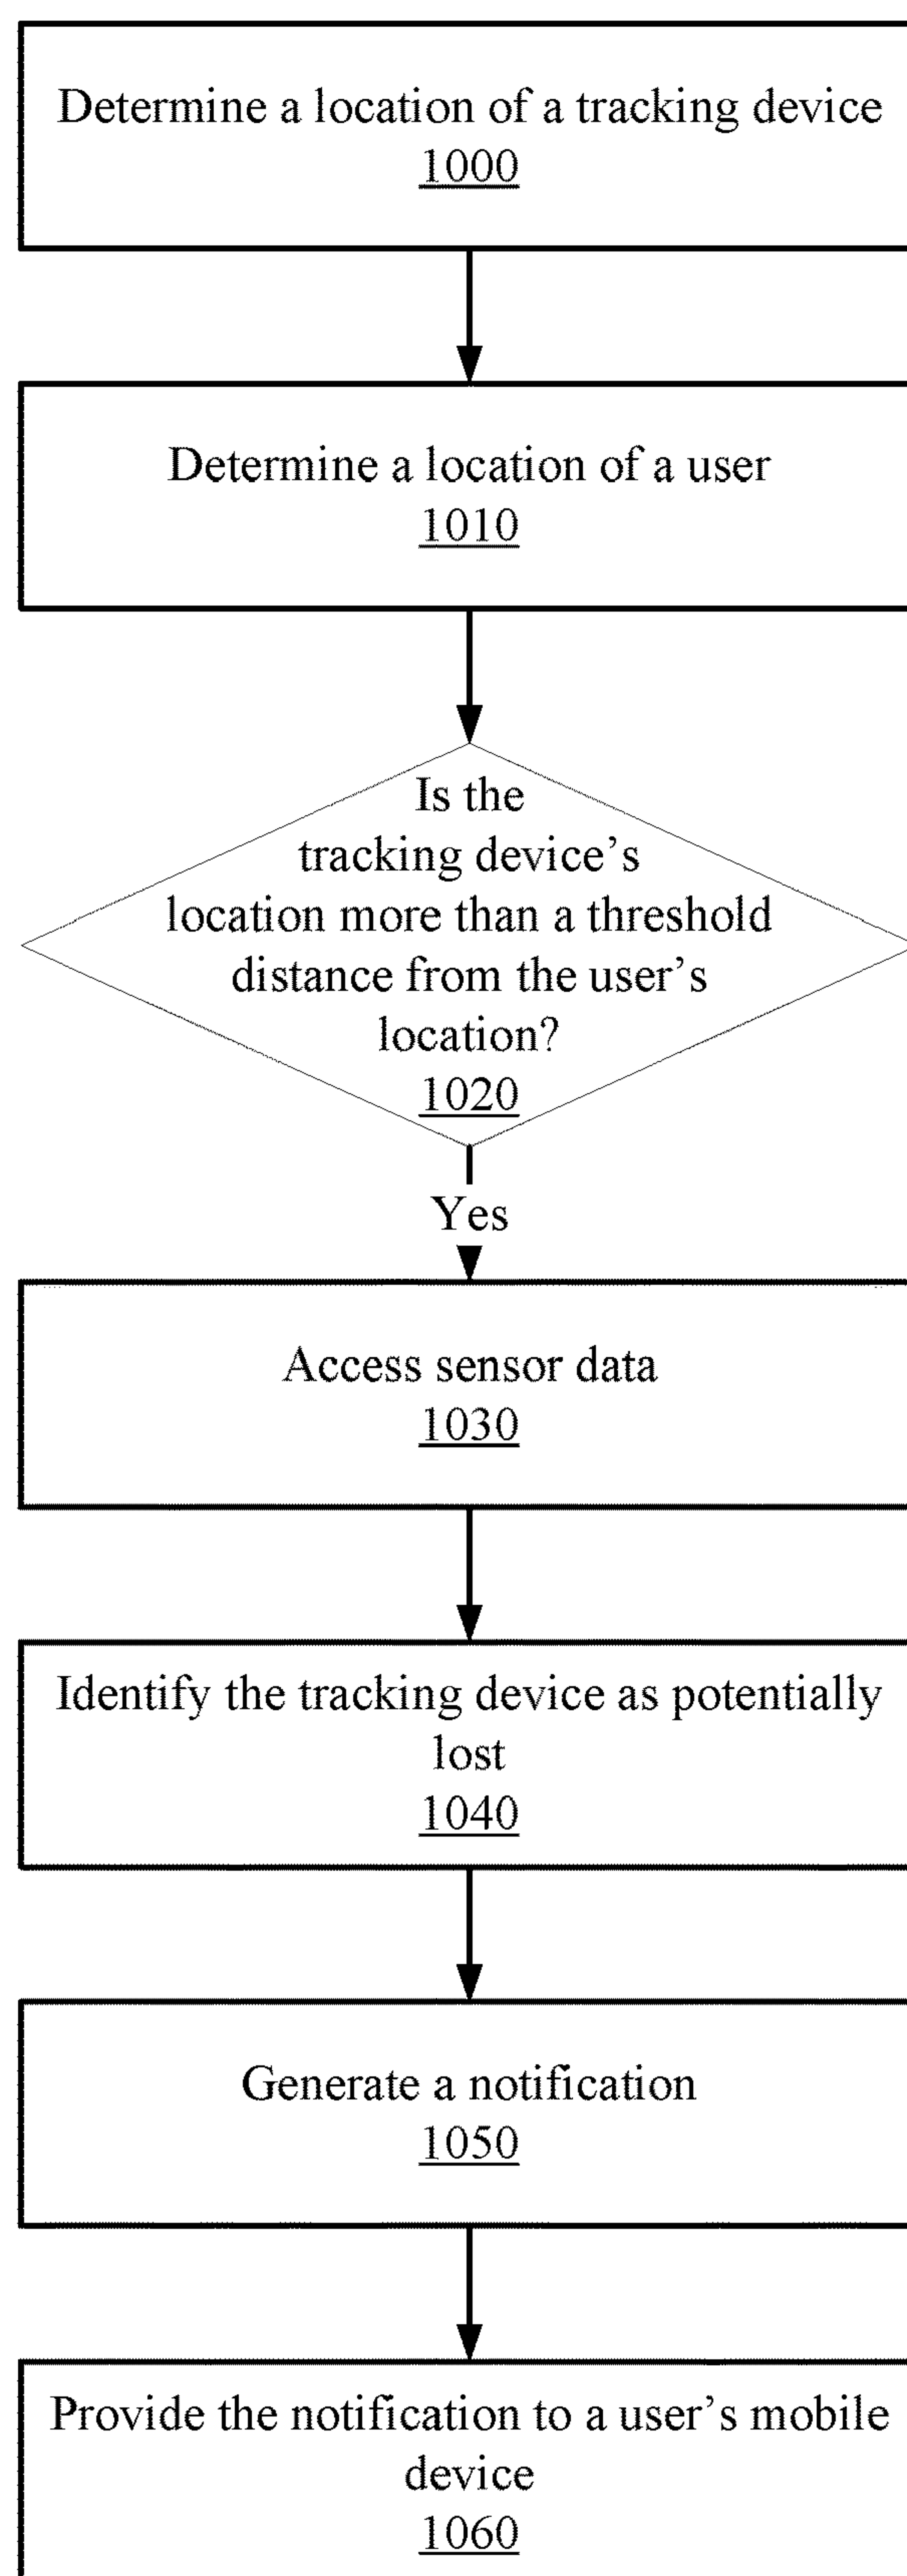 Determine a location of a tracking device
1000
Determine a location of a user
1010
Is the
tracking device’s
location more than a threshold
distance from the user’s
location?
1020
Yes
Access sensor data
1030
Identify the tracking device as potentially
lost
1040
Generate a notification
1050
Provide the notification to a user’s mobile
device
1060